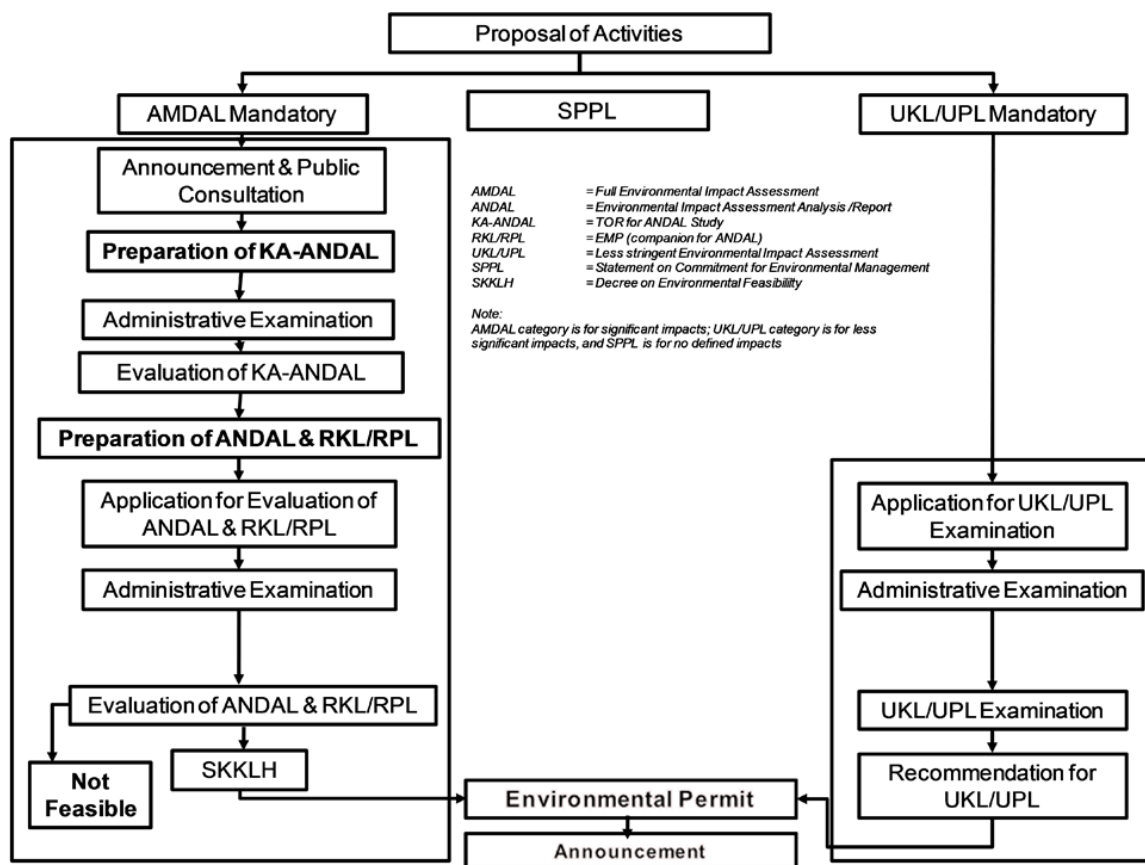 Proposal of Activities
AMDAL Mandatory
SPPL
UKL/UPL Mandatory
Announcement & Public
Consultation
Preparation of KA-ANDAL
Administrative Examination
Evaluation of KA-ANDAL
Preparation of ANDAL & RKL/RPL
Application for Evaluation of
ANDAL & RKL/RPL
Administrative Examination
Evaluation of ANDAL & RKL/RPL
Not
Feasible
SKKLH
AMDAL = Full Environmental Impact Assessment
ANDAL = Environmental Impact Assessment Analysis /Report
KA-ANDAL = TOR for ANDAL Study
RKL/RPL = EMP (companion for ANDAL)
UKL/UPL = Less stringent Environmental Impact Assessment
SPPL = Statement on Commitment for Environmental Management
SKKLH = Decree on Environmental Feasibility
Note:
AMDAL category is for significant impacts; UKL/UPL category is for less
significant impacts, and SPPL is for no defined impacts
Application for UKL/UPL
Examination
Administrative Examination
UKL/UPL Examination
Recommendation for
UKL/UPL
Environmental Permit
Announcement